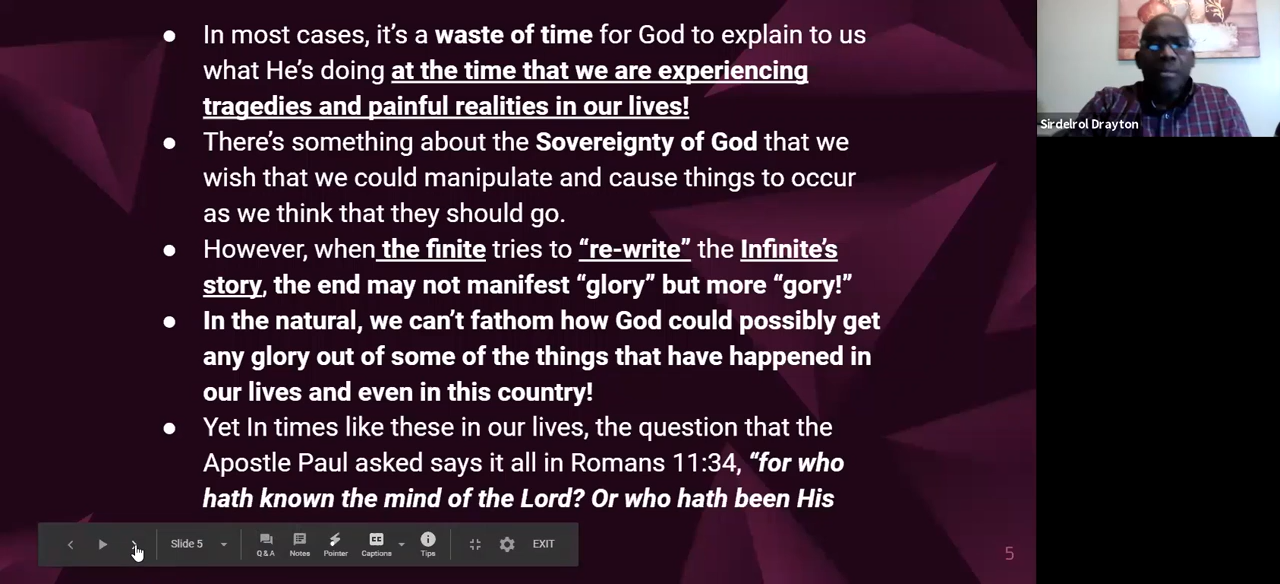 ● In most cases, it's a waste of time for God to explain to us
what He's doing at the time that we are experiencing
tragedies and painful realities in our lives!
● There's something about the Sovereignty of God that we
wish that we could manipulate and cause things to occur
as we think that they should go.
● However, when the finite tries to “re-write” the Infinite's
story, the end may not manifest “glory” but more “gory!”
● In the natural, we can't fathom how God could possibly get
any glory out of some of the things that have happened in
our lives and even in this country!
● Yet In times like these in our lives, the question that the
Apostle Paul asked says it all in Romans 11:34, “for who
hath known the mind of the Lord? Or who hath been His
Slide 5
Q & A Notes Pointer Captions Tips EXIT
5
Sirdelrol Drayton